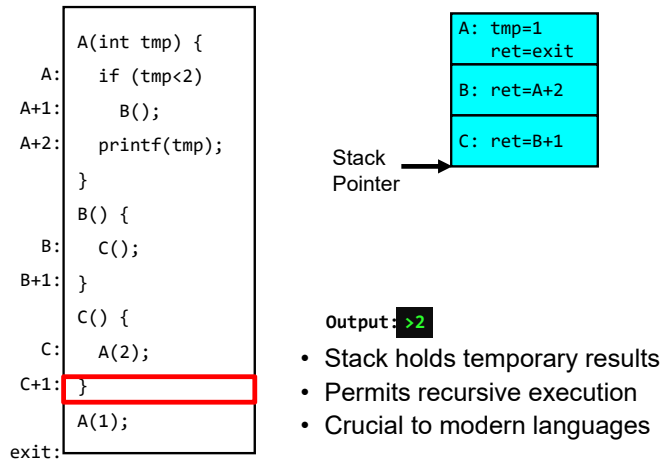 A(int tmp) {
A: if (tmp<2)
A+1: B();
A+2: printf(tmp);
}
B() {
B: C();
B+1: }
C() {
C: A(2);
C+1: }
A(1);
exit:
A: tmp=1
ret=exit
B: ret=A+2
C: ret=B+1
Stack
Pointer
Output: >2
• Stack holds temporary results
• Permits recursive execution
• Crucial to modern languages